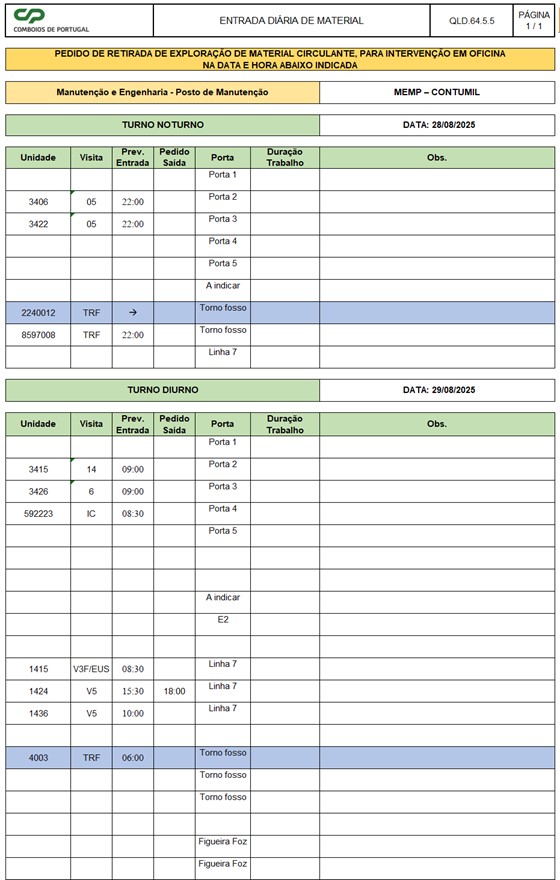 CP
COMBOIOS DE PORTUGAL
ENTRADA DIÁRIA DE MATERIAL
QLD.64.5.5
PÁGINA
1 / 1
PEDIDO DE RETIRADA DE EXPLORAÇÃO DE MATERIAL CIRCULANTE, PARA INTERVENÇÃO EM OFICINA
NA DATA E HORA ABAIXO INDICADA
Manutenção e Engenharia - Posto de Manutenção
MEMP – CONTUMIL
TURNO NOTURNO
DATA: 28/08/2025
Unidade Visita Prev. Entrada Pedido Saída Porta Duração Trabalho Obs.
Porta 1
3406 05 22:00 Porta 2
3422 05 22:00 Porta 3
Porta 4
Porta 5
A indicar
2240012 TRF → Torno fosso
8597008 TRF 22:00 Torno fosso
Linha 7
TURNO DIURNO
DATA: 29/08/2025
Unidade Visita Prev. Entrada Pedido Saída Porta Duração Trabalho Obs.
Porta 1
3415 14 09:00 Porta 2
3426 6 09:00 Porta 3
592223 IC 08:30 Porta 4
Porta 5
A indicar
E2
1415 V3F/EUS 08:30 Linha 7
1424 V5 15:30 18:00 Linha 7
1436 V5 10:00 Linha 7
4003 TRF 06:00 Torno fosso
Torno fosso
Torno fosso
Figueira Foz
Figueira Foz